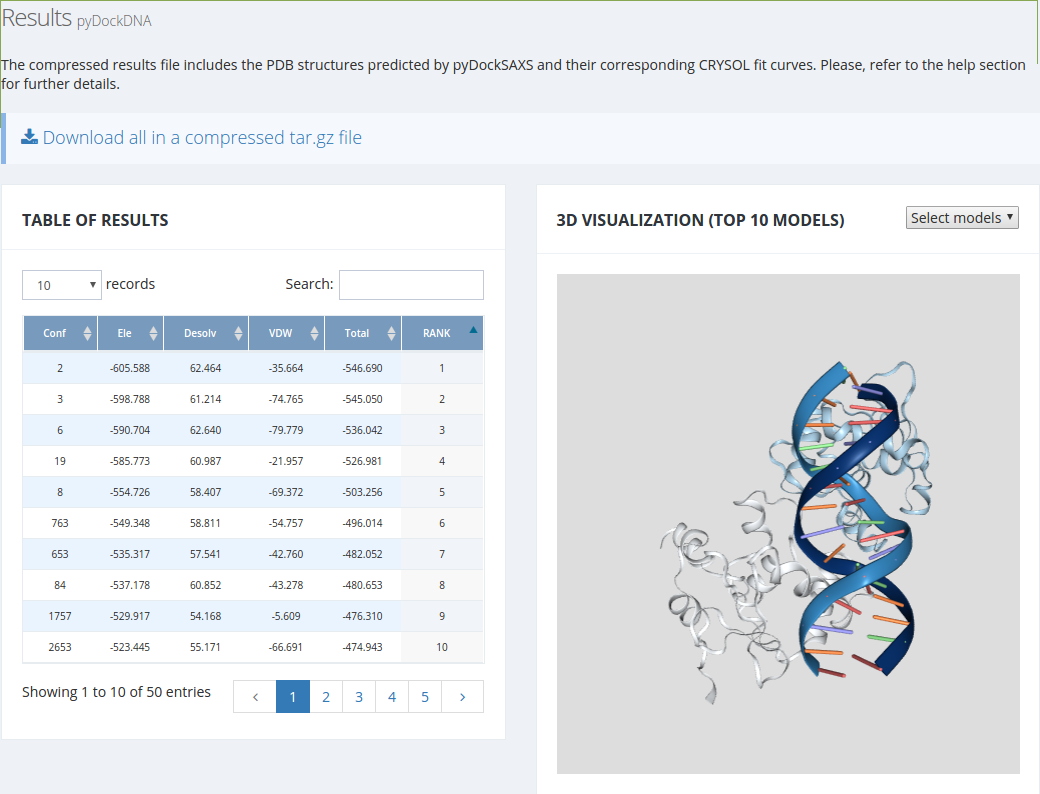 Results pyDockDNA
The compressed results file includes the PDB structures predicted by pyDockSAXS and their corresponding CRYSOL fit curves. Please, refer to the help section
for further details.
Download all in a compressed tar.gz file
TABLE OF RESULTS
10 records Search:
Conf Ele Desolv VDW Total RANK
2 -605.588 62.464 -35.664 -546.690 1
3 -598.788 61.214 -74.765 -545.050 2
6 -590.704 62.640 -79.779 -536.042 3
19 -585.773 60.987 -21.957 -526.981 4
8 -554.726 58.407 -69.372 -503.256 5
763 -549.348 58.811 -54.757 -496.014 6
653 -535.317 57.541 -42.760 -482.052 7
84 -537.178 60.852 -43.278 -480.653 8
1757 -529.917 54.168 -5.609 -476.310 9
2653 -523.445 55.171 -66.691 -474.943 10
Showing 1 to 10 of 50 entries ‹ 1 2 3 4 5 ›
3D VISUALIZATION (TOP 10 MODELS) Select models